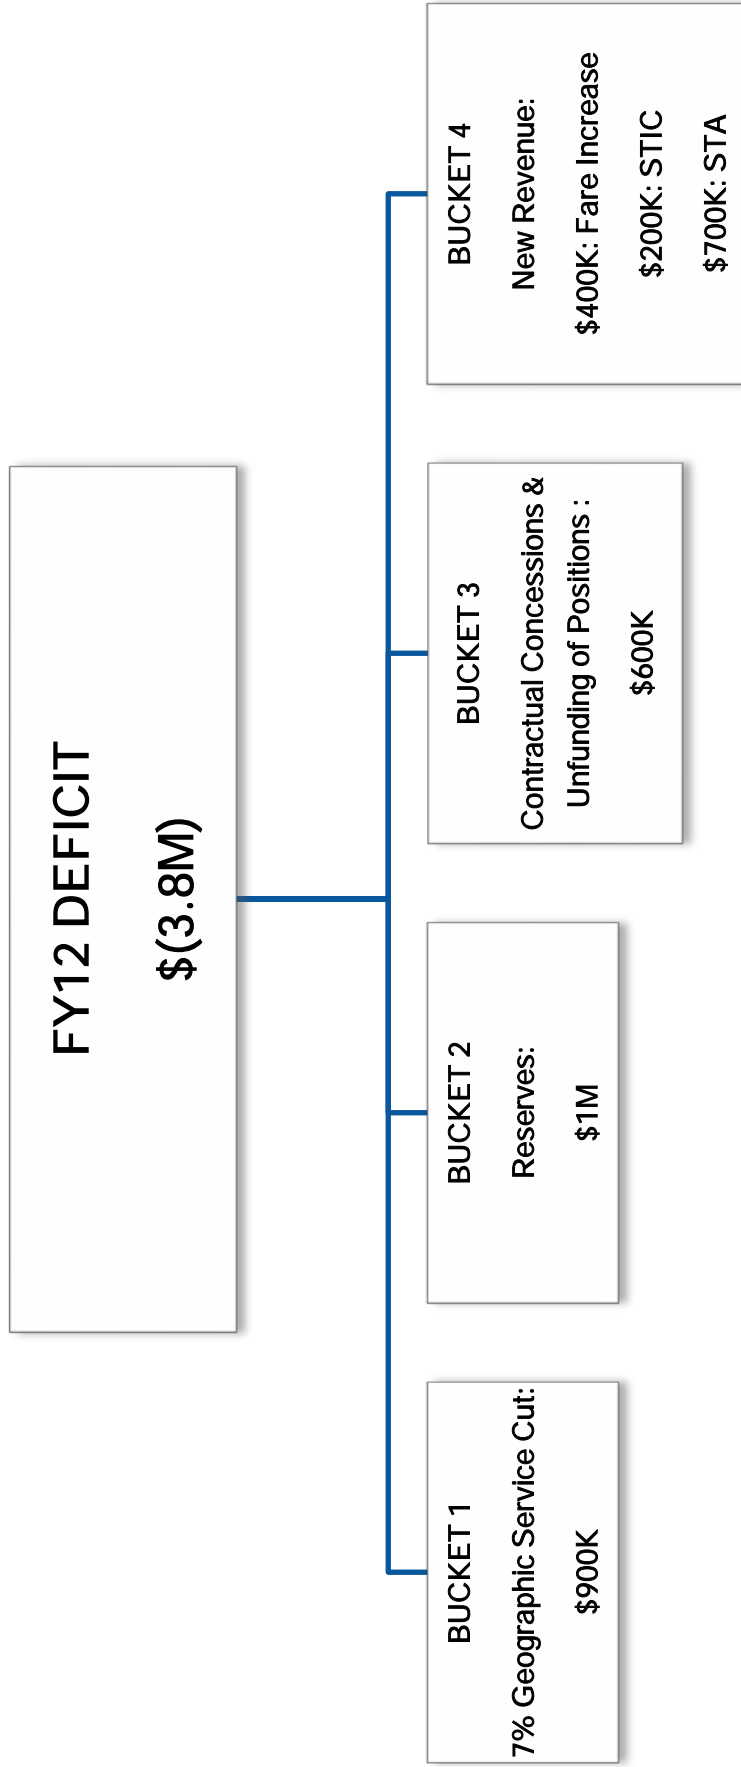 FY12 DEFICIT
$(3.8M)
BUCKET 1
7% Geographic Service Cut:
$900K
BUCKET 2
Reserves:
$1M
BUCKET 3
Contractual Concessions &
Unfunding of Positions :
$600K
BUCKET 4
New Revenue:
$400K: Fare Increase
$200K: STIC
$700K: STA